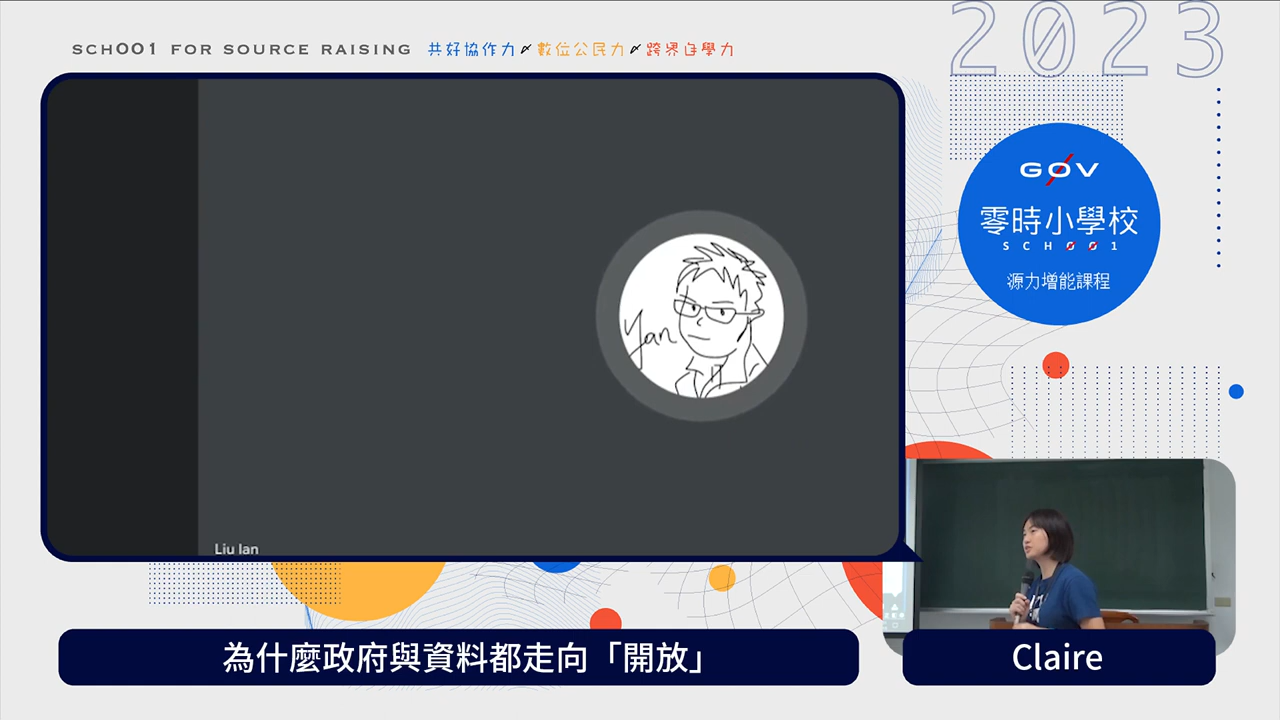 2023
SCH001 FOR SOURCE RAISING 共好協作力 數位公民力 跨界自學力
G0V
零時小學校
SCH001
源力增能課程
Yan
Liu Ian
為什麼政府與資料都走向「開放」
Claire